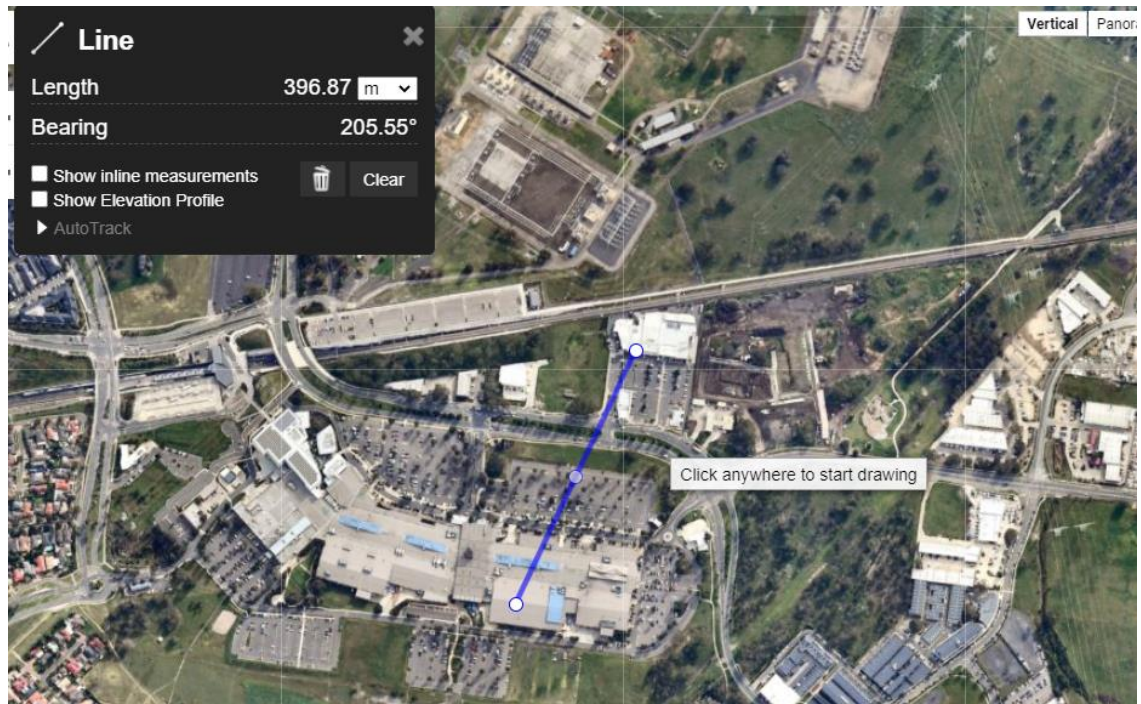 Line
Length 396.87 m
Bearing 205.55°
Show inline measurements
Show Elevation Profile
Clear
AutoTrack
Vertical Panora
Click anywhere to start drawing